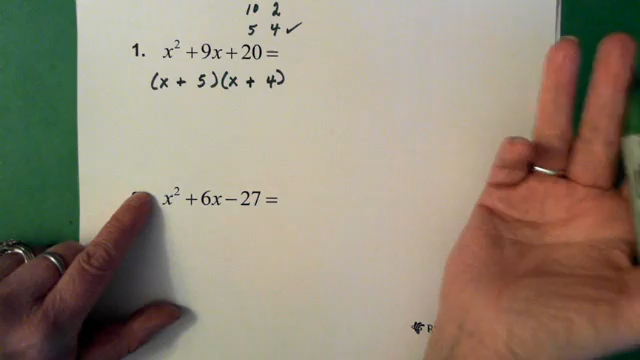 10 2
5 4 ✓
1. x² + 9x + 20 =
(x + 5)(x + 4)
x² + 6x − 27 =